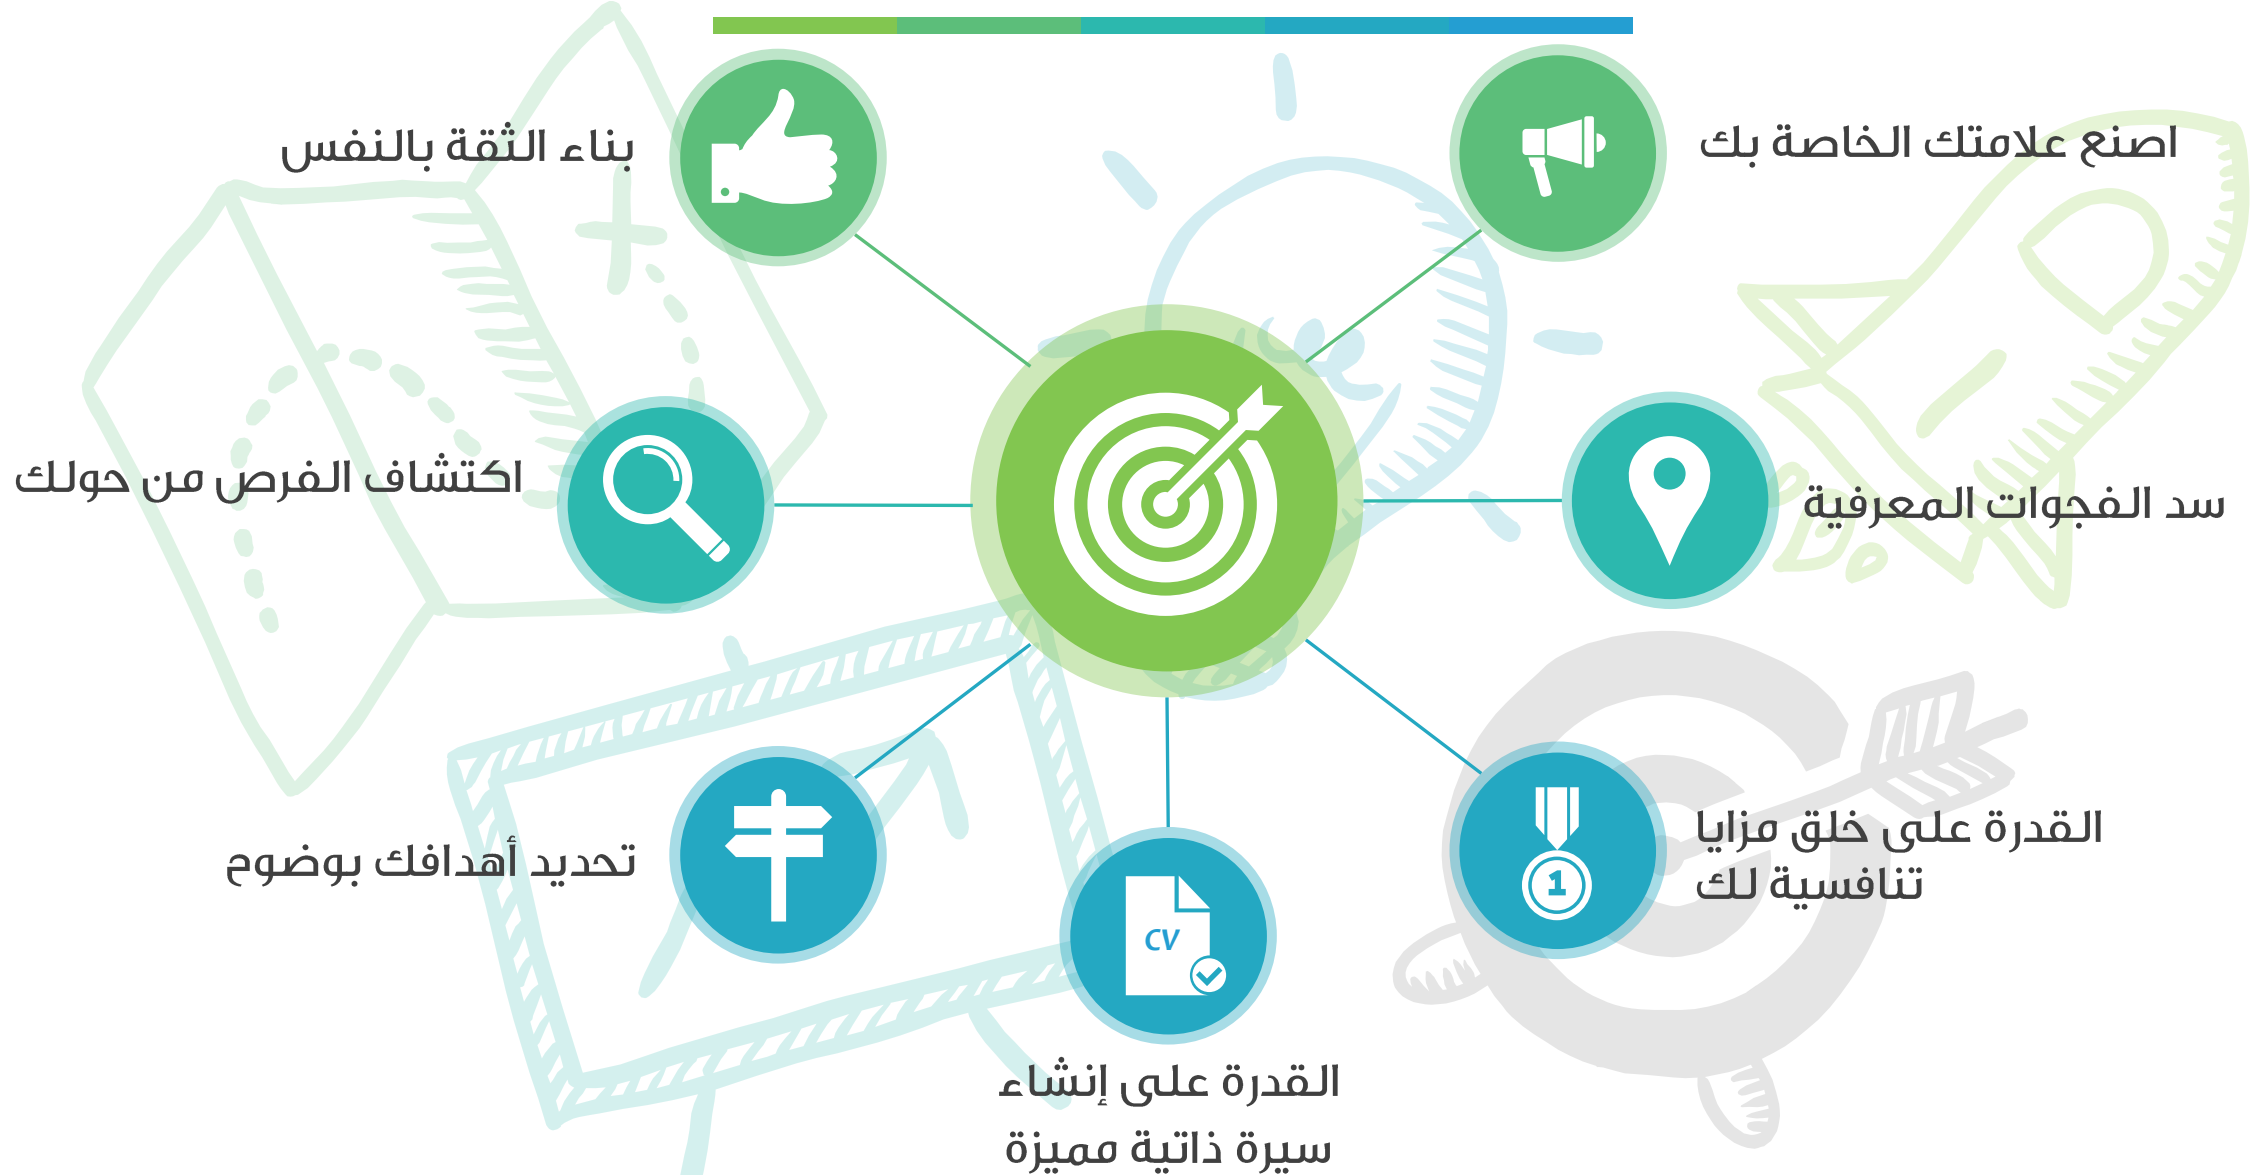 اصنع علامتك الخاصة بك
بناء الثقة بالنفس
سد الفجوات المعرفية
اكتشاف الفرص من حولك
القدرة على خلق مزايا
تنافسية لك
1
تحديد أهدافك بوضوح
CV
القدرة على إنشاء
سيرة ذاتية مميزة